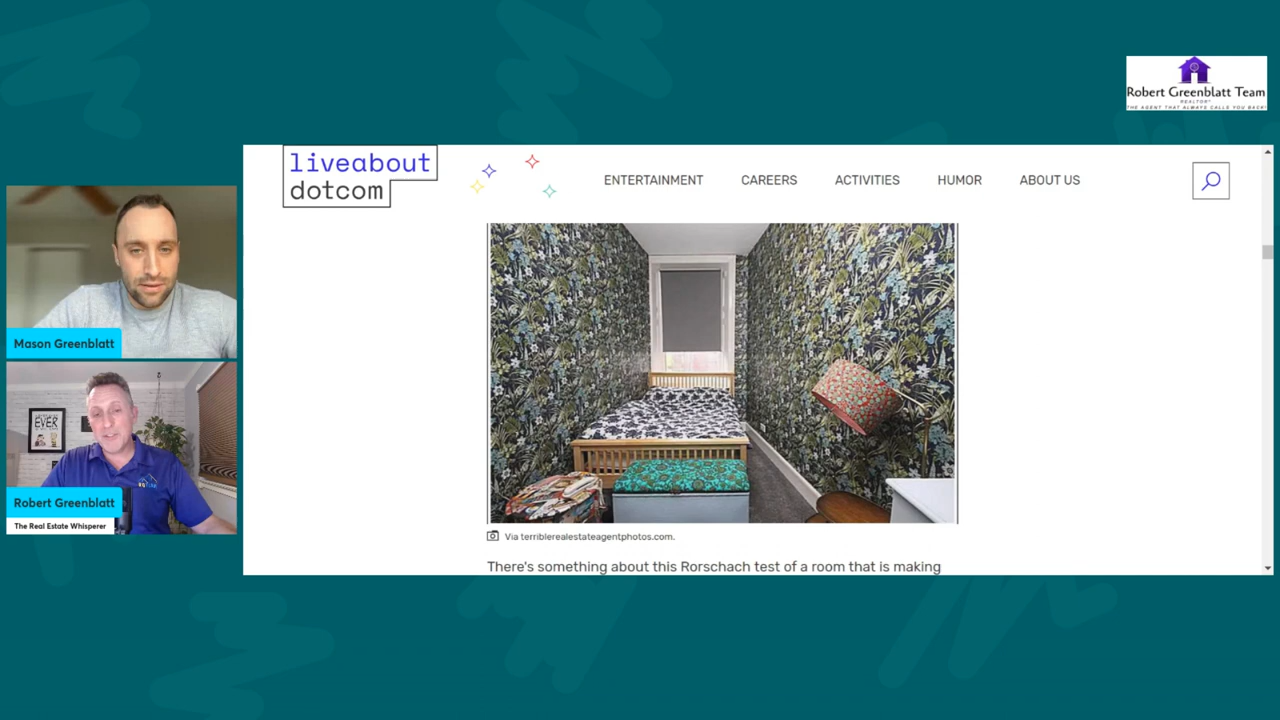 Robert Greenblatt Team
REALTOR®
THE AGENT THAT ALWAYS CALLS YOU BACK!
liveabout
dotcom
ENTERTAINMENT
CAREERS
ACTIVITIES
HUMOR
ABOUT US
Mason Greenblatt
EVER
Robert Greenblatt
The Real Estate Whisperer
Via terriblerealestateagentphotos.com.
There's something about this Rorschach test of a room that is making